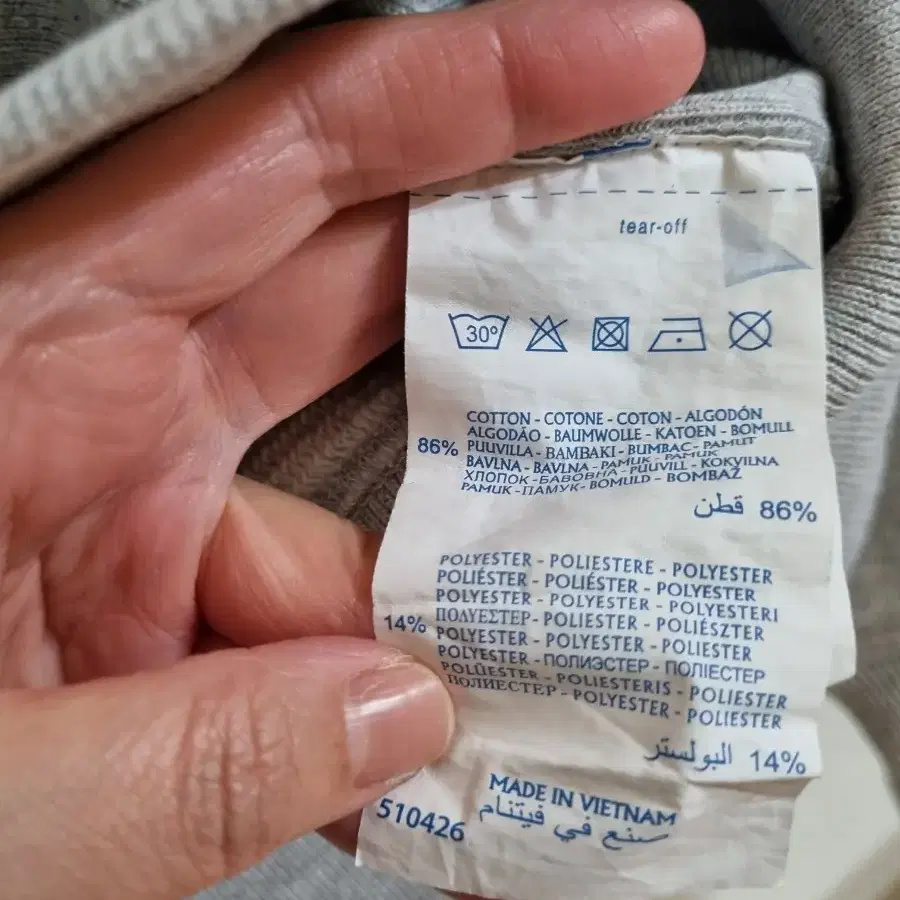 tear-off
30°
COTTON - COTONE - COTON - ALGODÓN
ALGODÃO - BAUMWOLLE - KATOEN - BOMULL
86% PUUVILLA - BAMBAKI - BUMBAC - PAMUT
BAVLNA - BAVLNA - PAMUK - PAMUK
ХЛОПОК - БАВОВНА - PUUVILL - KOKVILNA
PAMUK - ПАМУК - BOMULD - BOMBAŻ
قطن 86%
POLYESTER - POLIESTERE - POLYESTER
POLIÉSTER - POLIÉSTER - POLYESTER
POLYESTER - POLYESTER - POLYESTERI
14% ΠΟΛΥΕΣΤΕΡ - POLIESTER - POLIÉSZTER
POLYESTER - POLYESTER - POLIESTER
POLYESTER - ПОЛИЭСТЕР - ПОЛІЕСТЕР
POLÜESTER - POLIESTERIS - POLIESTER
ПОЛИЕСТЕР - POLYESTER - POLIESTER
البولستر 14%
MADE IN VIETNAM
صنع في فيتنام
510426